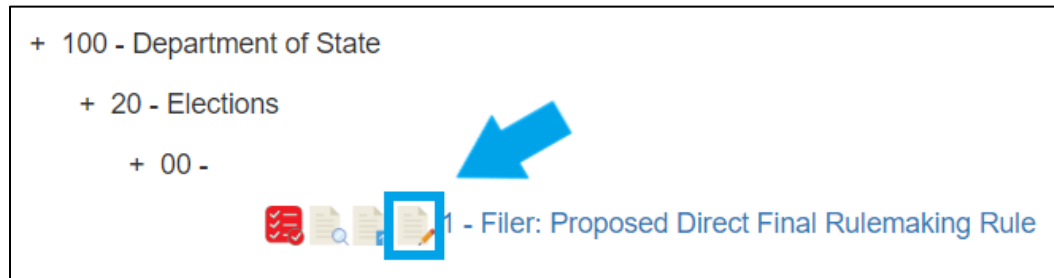 + 100 - Department of State
+ 20 - Elections
+ 00 -
1 - Filer: Proposed Direct Final Rulemaking Rule